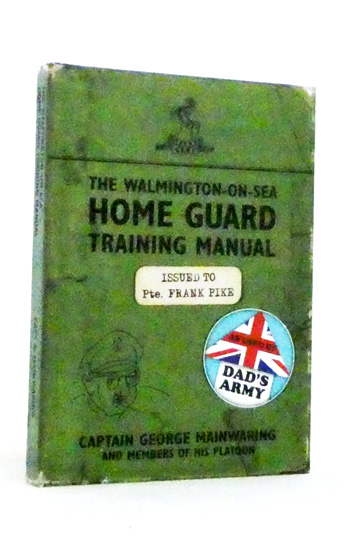 THE WALMINGTON-ON-SEA
HOME GUARD
TRAINING MANUAL
ISSUED TO
Pte. FRANK PIKE
DAD'S
ARMY
CAPTAIN GEORGE MAINWARING
AND MEMBERS OF HIS PLATOON